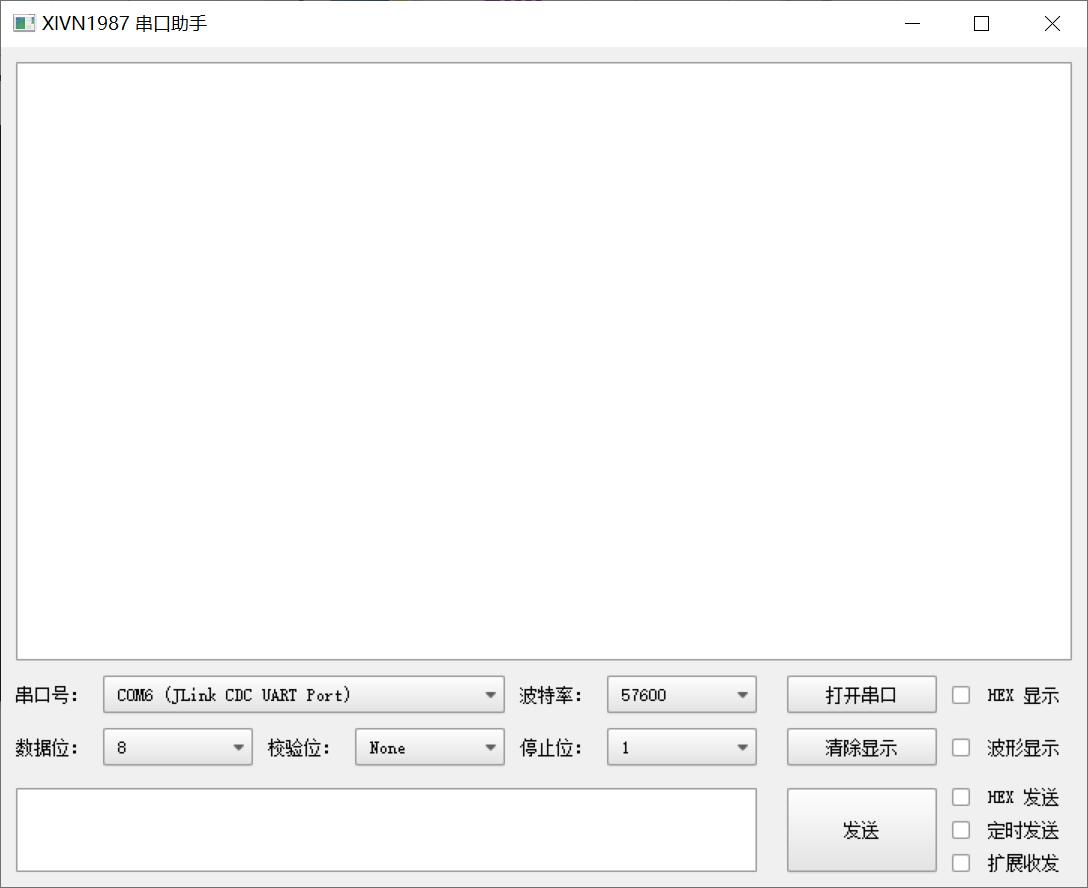 XIVN1987 串口助手
串口号: COM6 (JLink CDC UART Port) 波特率: 57600 打开串口 HEX 显示
数据位: 8 校验位: None 停止位: 1 清除显示 波形显示
HEX 发送
发送 定时发送
扩展收发